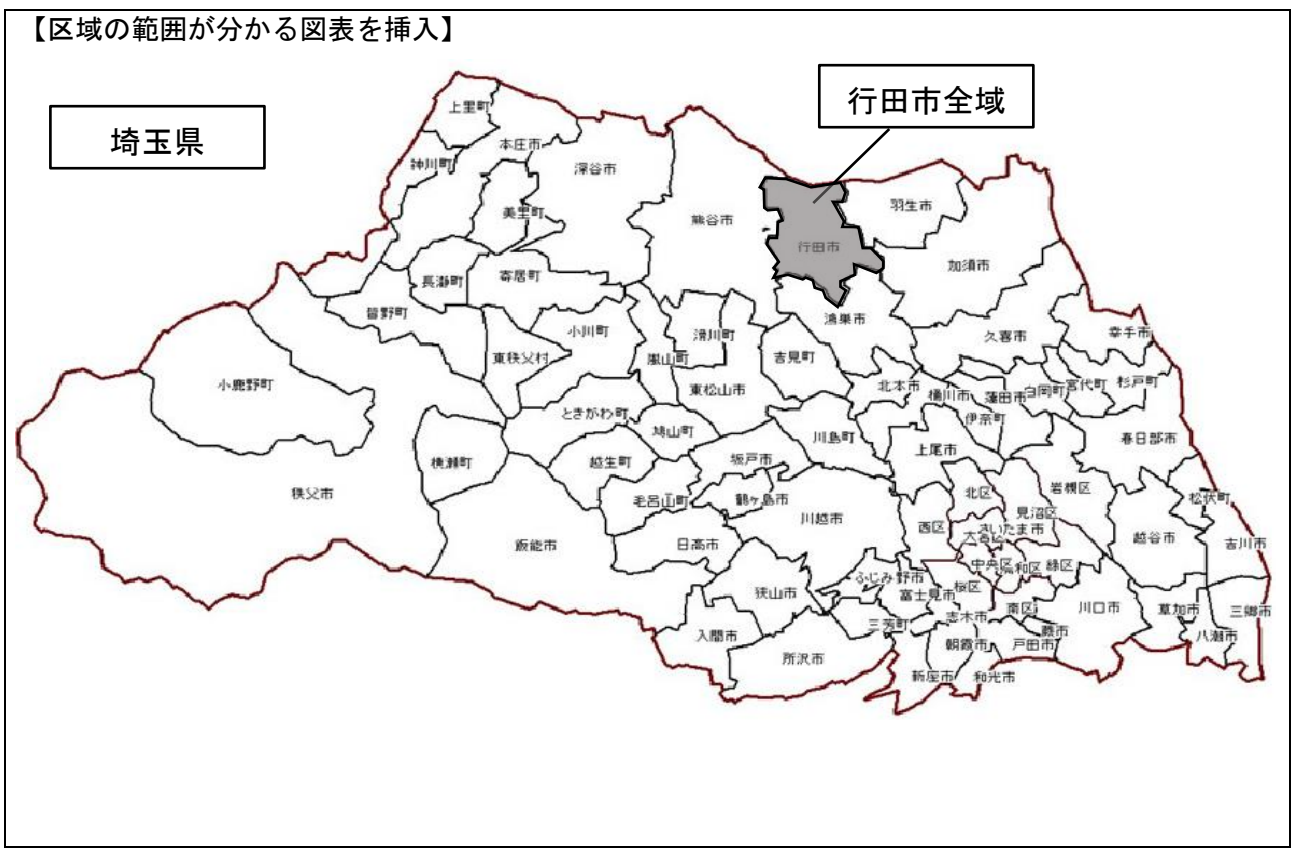 【区域の範囲が分かる図表を挿入】
埼玉県
行田市全域
上里町
本庄市
神川町
深谷市
美里町
熊谷市
羽生市
行田市
加須市
長瀞町
寄居町
皆野町
鴻巣市
小川町
滑川町
久喜市
幸手市
東秩父村
嵐山町
吉見町
小鹿野町
東松山市
北本市
桶川市
蓮田市
白岡町
宮代町
杉戸町
ときがわ町
伊奈町
鳩山町
川島町
春日部市
上尾市
横瀬町
越生町
坂戸市
秩父市
毛呂山町
鶴ヶ島市
北区
岩槻区
松伏町
川越市
西区
見沼区
さいたま市
飯能市
日高市
越谷市
吉川市
中央区
浦和区
緑区
ふじみ野市
狭山市
富士見市
桜区
志木市
南区
川口市
草加市
三郷市
入間市
三芳町
蕨市
八潮市
朝霞市
戸田市
所沢市
新座市
和光市